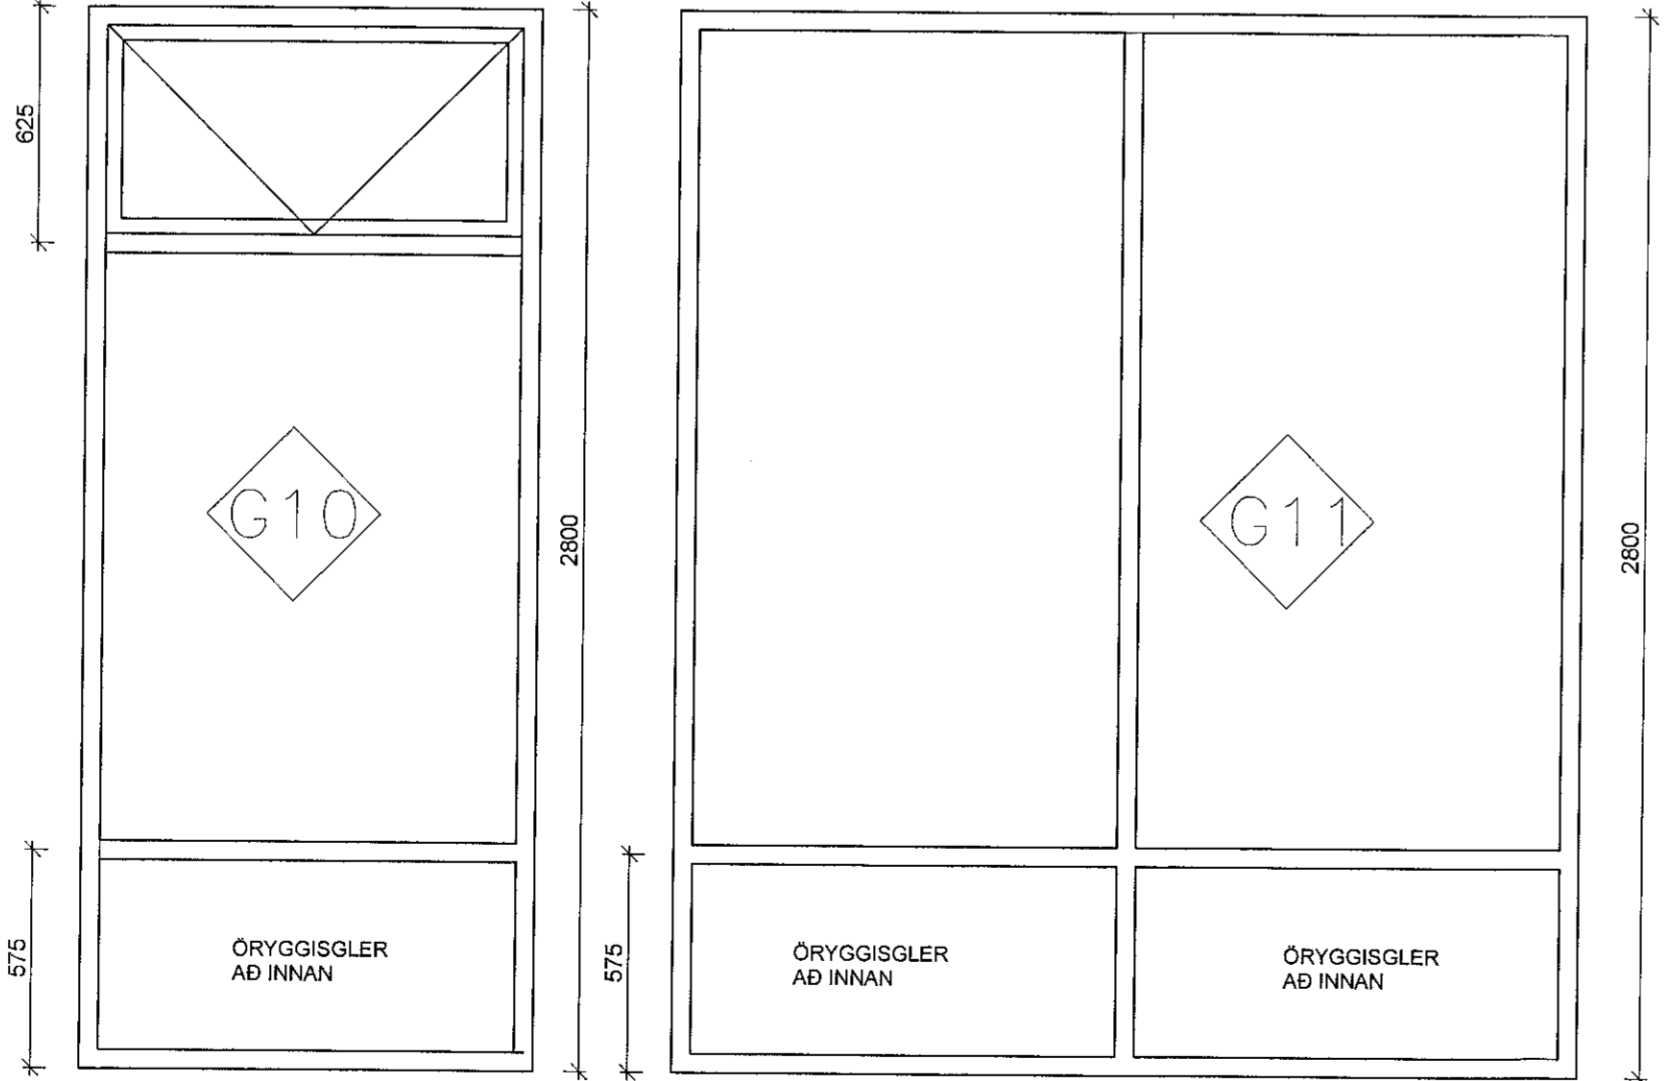 625
G10
2800
575
ÖRYGGISGLER
AÐ INNAN
G11
2800
575
ÖRYGGISGLER
AÐ INNAN
ÖRYGGISGLER
AÐ INNAN